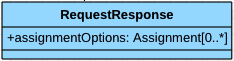 RequestResponse
+assignmentOptions: Assignment[0..*]